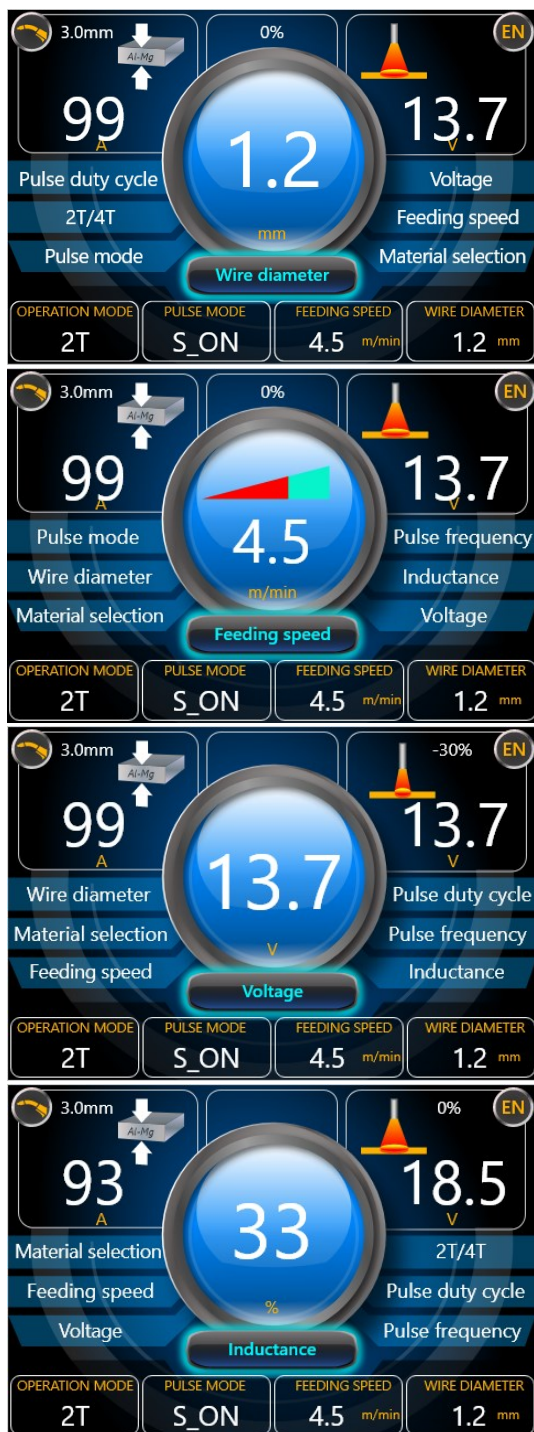 3.0mm 0% EN
Al-Mg
99 1.2 13.7
A mm V
Pulse duty cycle Voltage
2T/4T Feeding speed
Pulse mode Material selection
Wire diameter
OPERATION MODE PULSE MODE FEEDING SPEED WIRE DIAMETER
2T S_ON 4.5 m/min 1.2 mm
3.0mm 0% EN
Al-Mg
99 4.5 13.7
A m/min V
Pulse mode Pulse frequency
Wire diameter Inductance
Material selection Voltage
Feeding speed
OPERATION MODE PULSE MODE FEEDING SPEED WIRE DIAMETER
2T S_ON 4.5 m/min 1.2 mm
3.0mm -30% EN
Al-Mg
99 13.7 13.7
A V V
Wire diameter Pulse duty cycle
Material selection Pulse frequency
Feeding speed Inductance
Voltage
OPERATION MODE PULSE MODE FEEDING SPEED WIRE DIAMETER
2T S_ON 4.5 m/min 1.2 mm
3.0mm 0% EN
Al-Mg
93 33 18.5
A % V
Material selection 2T/4T
Feeding speed Pulse duty cycle
Voltage Pulse frequency
Inductance
OPERATION MODE PULSE MODE FEEDING SPEED WIRE DIAMETER
2T S_ON 4.5 m/min 1.2 mm